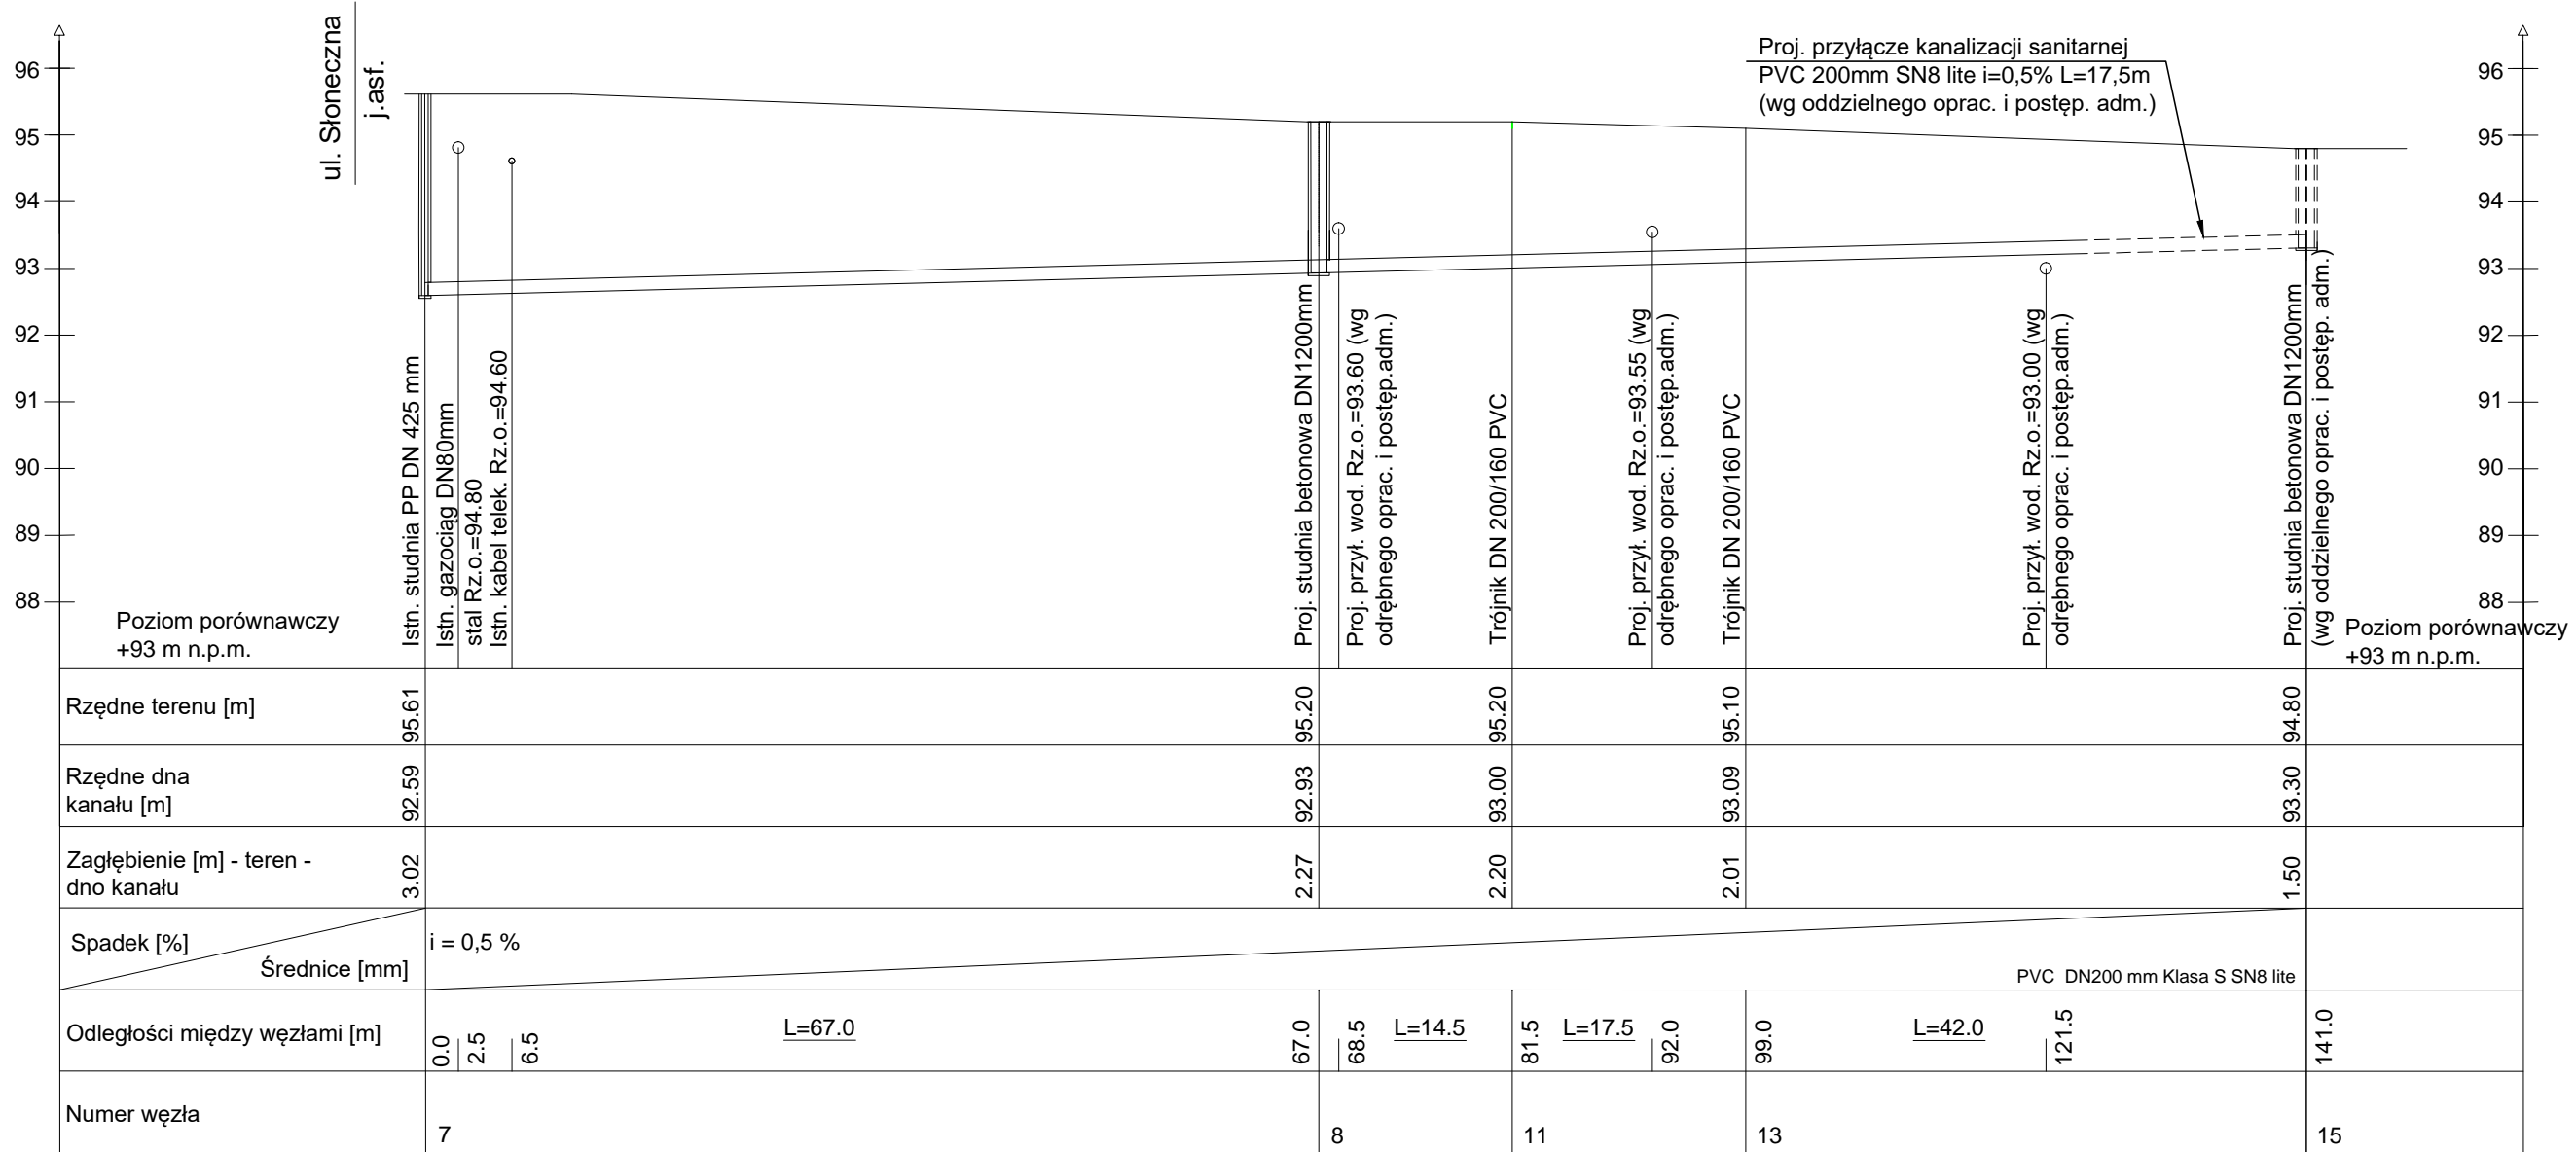 ul. Słoneczna
j.asf.
Proj. przyłącze kanalizacji sanitarnej
PVC 200mm SN8 lite i=0,5% L=17,5m
(wg oddzielnego oprac. i postęp. adm.)
96
95
94
93
92
91
90
89
88
96
95
94
93
92
91
90
89
88
Poziom porównawczy
+93 m n.p.m.
Istn. studnia PP DN 425 mm
Istn. gazociąg DN80mm
stal Rz.o.=94.80
Istn. kabel telek. Rz.o.=94.60
Proj. studnia betonowa DN1200mm
Proj. przył. wod. Rz.o.=93.60 (wg
odrębnego oprac. i postęp.adm.)
Trójnik DN 200/160 PVC
Proj. przył. wod. Rz.o.=93.55 (wg
odrębnego oprac. i postęp.adm.)
Trójnik DN 200/160 PVC
Proj. przył. wod. Rz.o.=93.00 (wg
odrębnego oprac. i postęp.adm.)
Proj. studnia betonowa DN1200mm
(wg oddzielnego oprac. i postęp. adm.)
Poziom porównawczy
+93 m n.p.m.
Rzędne terenu [m]
95.61
95.20
95.20
95.10
94.80
Rzędne dna
kanału [m]
92.59
92.93
93.00
93.09
93.30
Zagłębienie [m] - teren -
dno kanału
3.02
2.27
2.20
2.01
1.50
Spadek [%]
Średnice [mm]
i = 0,5 %
PVC DN200 mm Klasa S SN8 lite
Odległości między węzłami [m]
0.0
2.5
6.5
L=67.0
67.0
68.5
L=14.5
81.5
L=17.5
92.0
99.0
L=42.0
121.5
141.0
Numer węzła
7
8
11
13
15